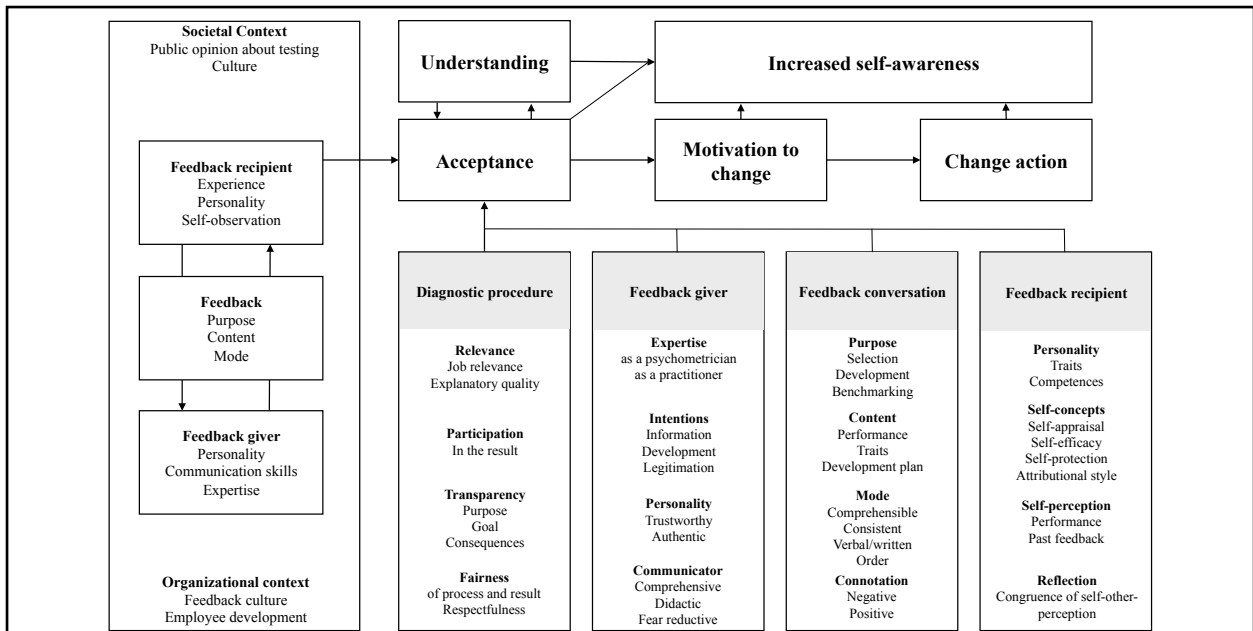 Societal Context
Public opinion about testing
Culture
Feedback recipient
Experience
Personality
Self-observation
Feedback
Purpose
Content
Mode
Feedback giver
Personality
Communication skills
Expertise
Organizational context
Feedback culture
Employee development
Understanding
Increased self-awareness
Acceptance
Motivation to
change
Change action
Diagnostic procedure
Relevance
Job relevance
Explanatory quality
Participation
In the result
Transparency
Purpose
Goal
Consequences
Fairness
of process and result
Respectfulness
Feedback giver
Expertise
as a psychometrician
as a practitioner
Intentions
Information
Development
Legitimation
Personality
Trustworthy
Authentic
Communicator
Comprehensive
Didactic
Fear reductive
Feedback conversation
Purpose
Selection
Development
Benchmarking
Content
Performance
Traits
Development plan
Mode
Comprehensible
Consistent
Verbal/written
Order
Connotation
Negative
Positive
Feedback recipient
Personality
Traits
Competences
Self-concepts
Self-appraisal
Self-efficacy
Self-protection
Attributional style
Self-perception
Performance
Past feedback
Reflection
Congruence of self-other-
perception